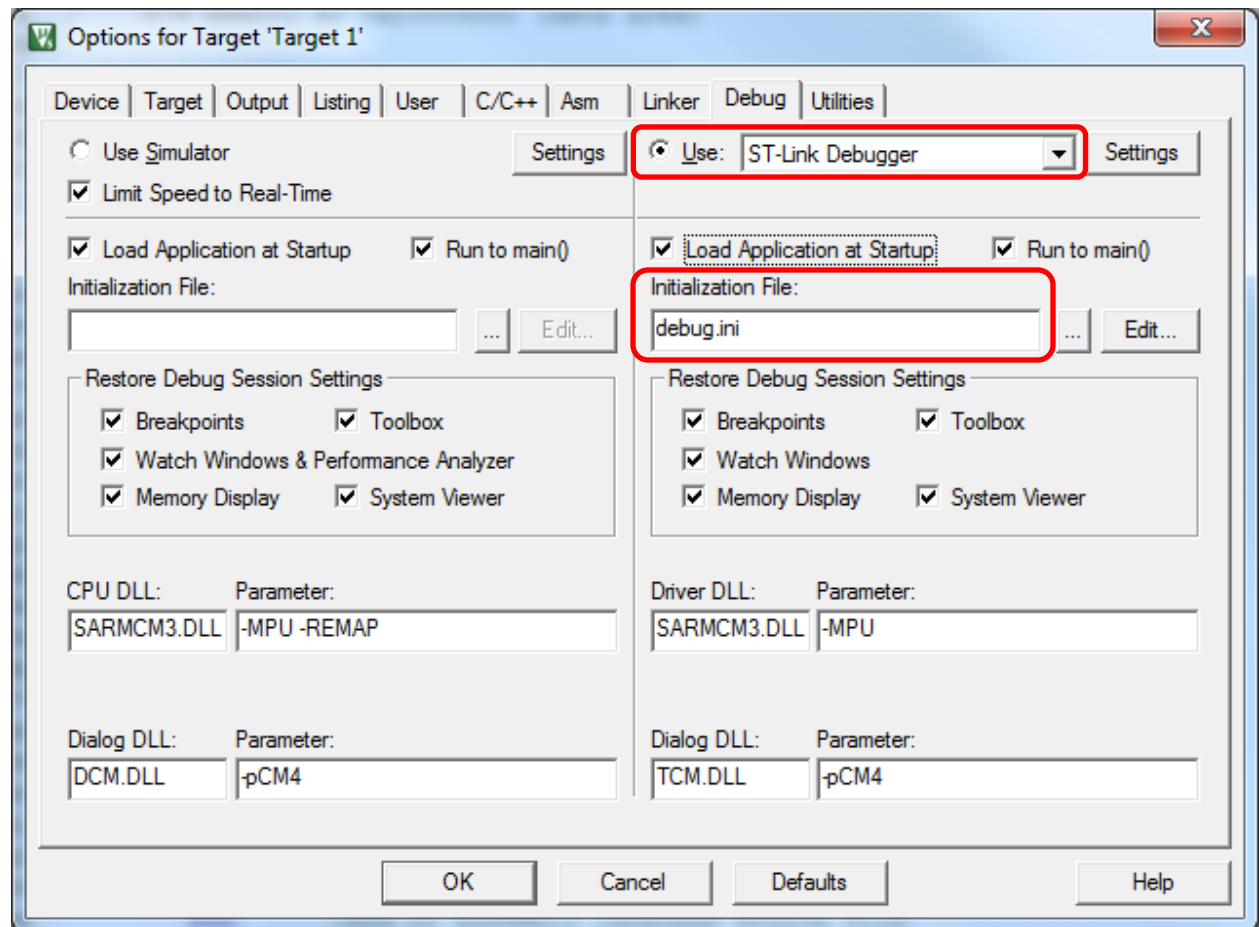 Options for Target 'Target 1'
Device Target Output Listing User C/C++ Asm Linker Debug Utilities
Use Simulator Settings Use: ST-Link Debugger Settings
Limit Speed to Real-Time
Load Application at Startup Run to main() Load Application at Startup Run to main()
Initialization File: Initialization File:
... Edit... debug.ini ... Edit...
Restore Debug Session Settings Restore Debug Session Settings
Breakpoints Toolbox Breakpoints Toolbox
Watch Windows & Performance Analyzer Watch Windows
Memory Display System Viewer Memory Display System Viewer
CPU DLL: Parameter: Driver DLL: Parameter:
SARMCM3.DLL -MPU -REMAP SARMCM3.DLL -MPU
Dialog DLL: Parameter: Dialog DLL: Parameter:
DCM.DLL -pCM4 TCM.DLL -pCM4
OK Cancel Defaults Help